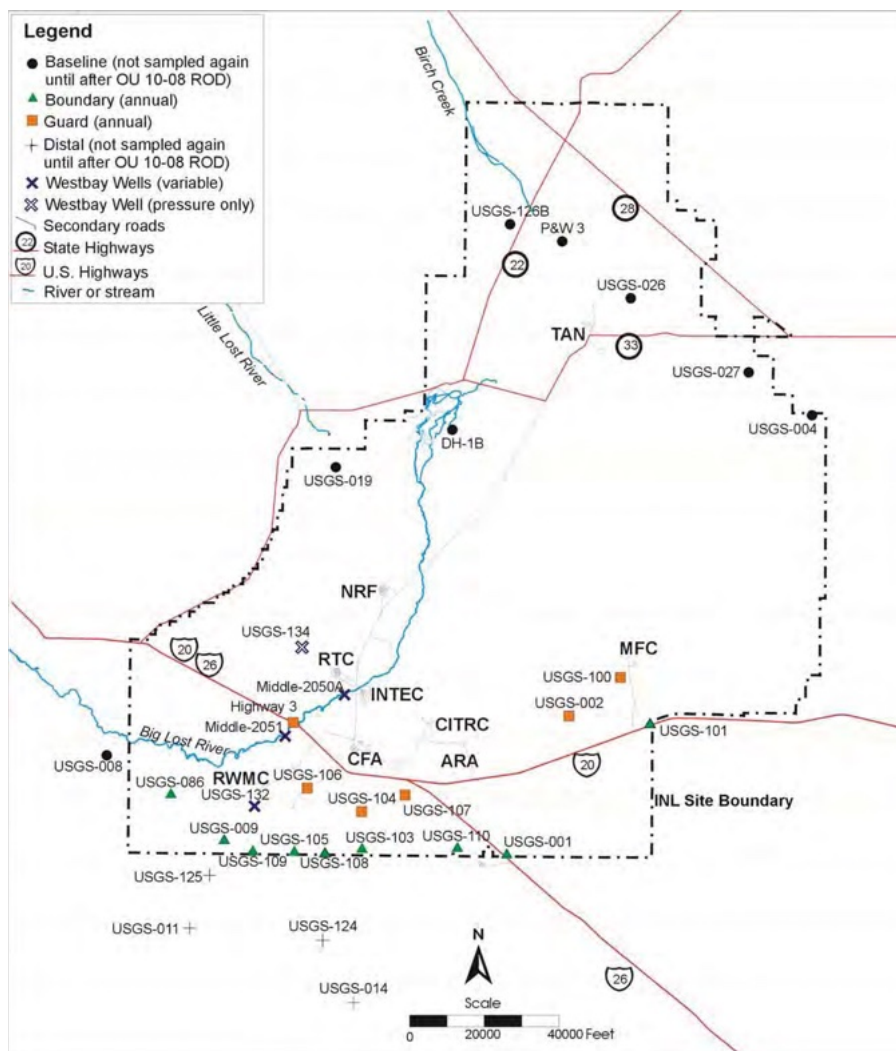 Legend
Baseline (not sampled again
until after OU 10-08 ROD)
Boundary (annual)
Guard (annual)
Distal (not sampled again
until after OU 10-08 ROD)
Westbay Wells (variable)
Westbay Well (pressure only)
Secondary roads
22 State Highways
20 U.S. Highways
River or stream
Birch Creek
USGS-126B
P&W 3
28
22
USGS-026
TAN
33
Little Lost River
USGS-027
USGS-004
DH-1B
USGS-019
NRF
USGS-134
20
26
RTC
MFC
USGS-100
Middle-2050A
INTEC
Highway 3
USGS-002
Middle-2051
CITRC
USGS-101
Big Lost River
CFA
ARA
20
USGS-008
RWMC
USGS-106
USGS-086
USGS-132
USGS-104
USGS-107
INL Site Boundary
USGS-009
USGS-105
USGS-103
USGS-110
USGS-001
USGS-109
USGS-108
USGS-125
USGS-011
USGS-124
N
26
USGS-014
Scale
0
20000
40000 Feet